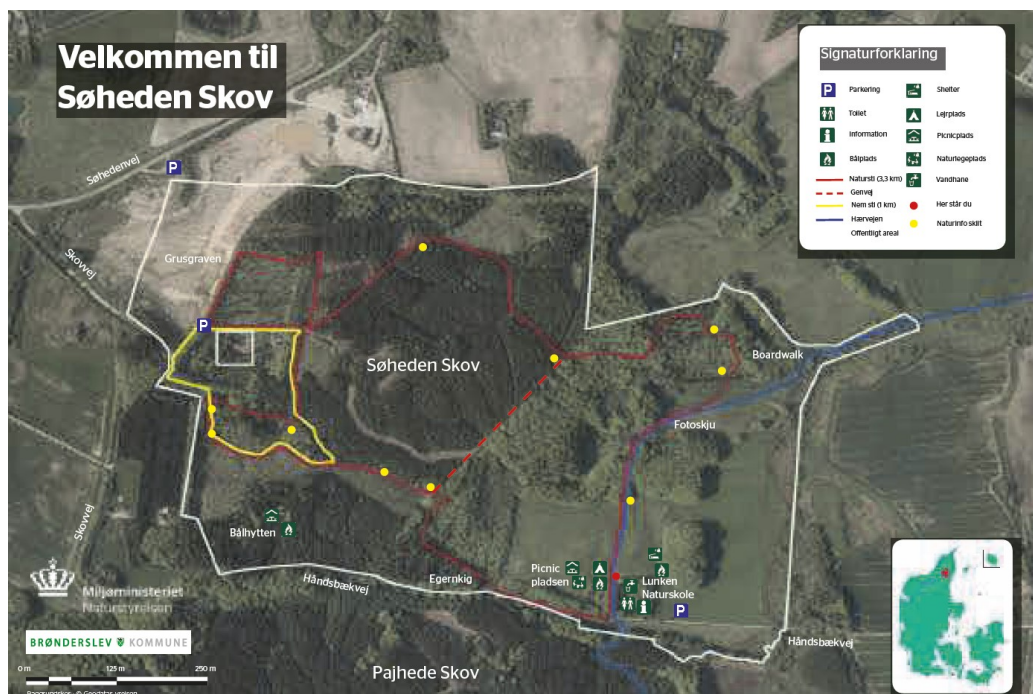 Velkommen til
Søheden Skov
Signaturforklaring
Parkering
Toilet
Information
Bålplads
Natursti (3,3 km)
Genvej
Nem sti (1 km)
Hærvejen
Offentligt areal
Shelter
Lejrplads
Picnicplads
Naturlegeplads
Vandhane
Her står du
Naturinfo skilt
P
P
Søhedenvej
Skovvej
Grusgraven
P
Søheden Skov
Boardwalk
Fotoskju
Skovvej
Bålhytten
Håndsbækvej
Egernkig
Picnic
pladsen
Lunken
Naturskole
P
Håndsbækvej
Pajhede Skov
Miljøministeriet
Naturstyrelsen
BRØNDERSLEV KOMMUNE
0 m 125 m 250 m